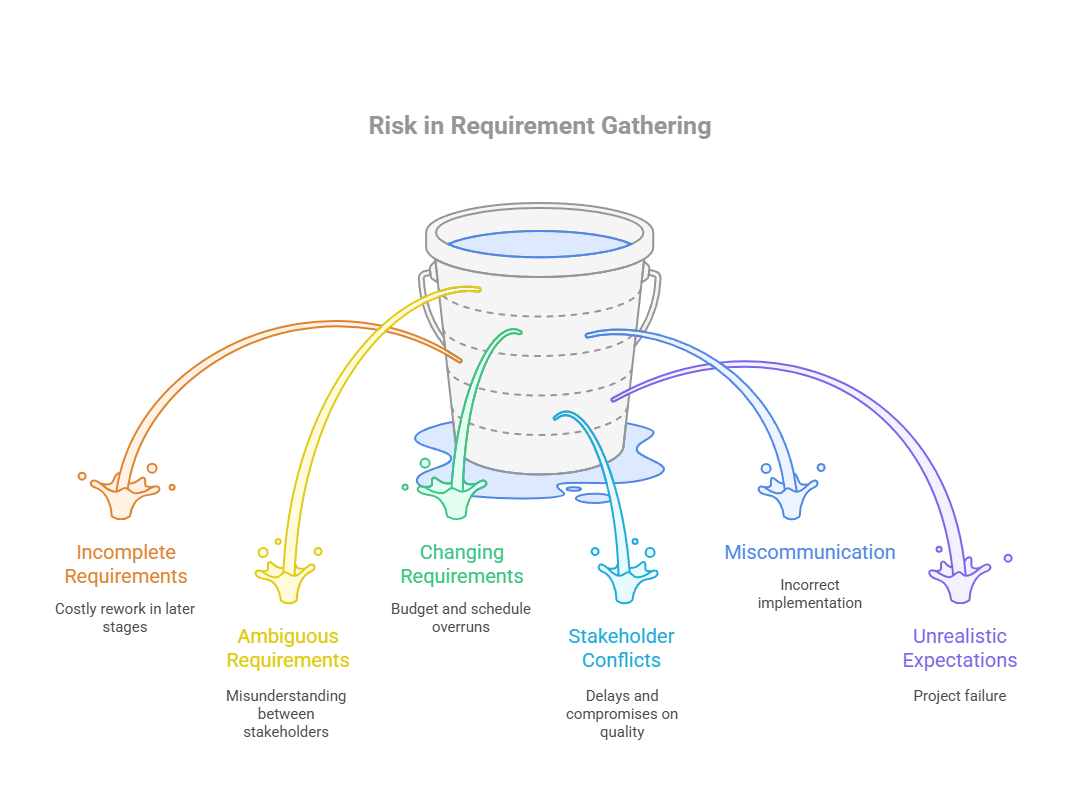 Risk in Requirement Gathering
Incomplete
Requirements
Costly rework in later
stages
Ambiguous
Requirements
Misunderstanding
between
stakeholders
Changing
Requirements
Budget and schedule
overruns
Stakeholder
Conflicts
Delays and
compromises on
quality
Miscommunication
Incorrect
implementation
Unrealistic
Expectations
Project failure